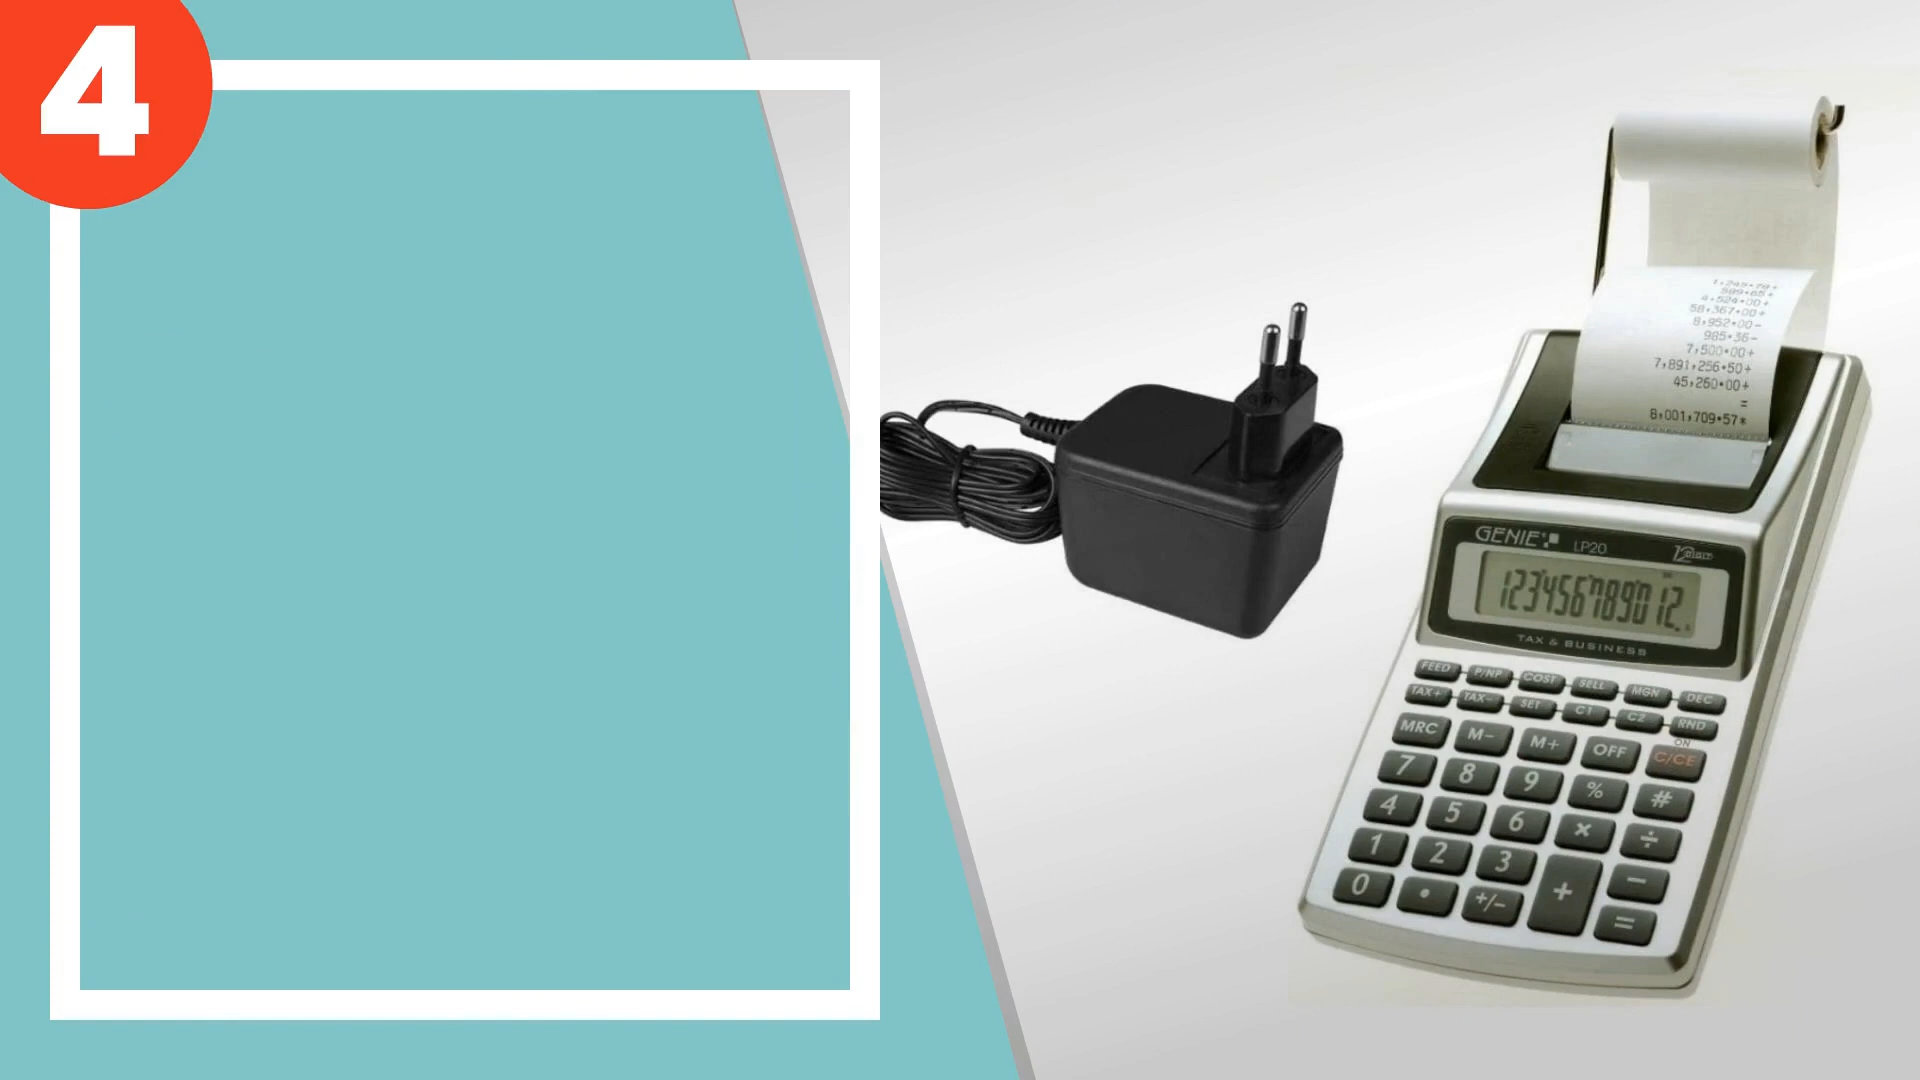 4
1,245•78+
589•65+
4,524•00+
58,367•00+
8,952•00-
985•36-
7,500•00+
7,891,256•50+
45,260•00+
=
8,001,709•57*
GENIE LP20 12 DIGITS
123456789012.
TAX & BUSINESS
FEED P/NP COST SELL MGN DEC
TAX+ TAX- SET C1 C2 RND
ON
MRC M- M+ OFF C/CE
7 8 9 % #
4 5 6 × ÷
1 2 3 + −
0 • +/− =